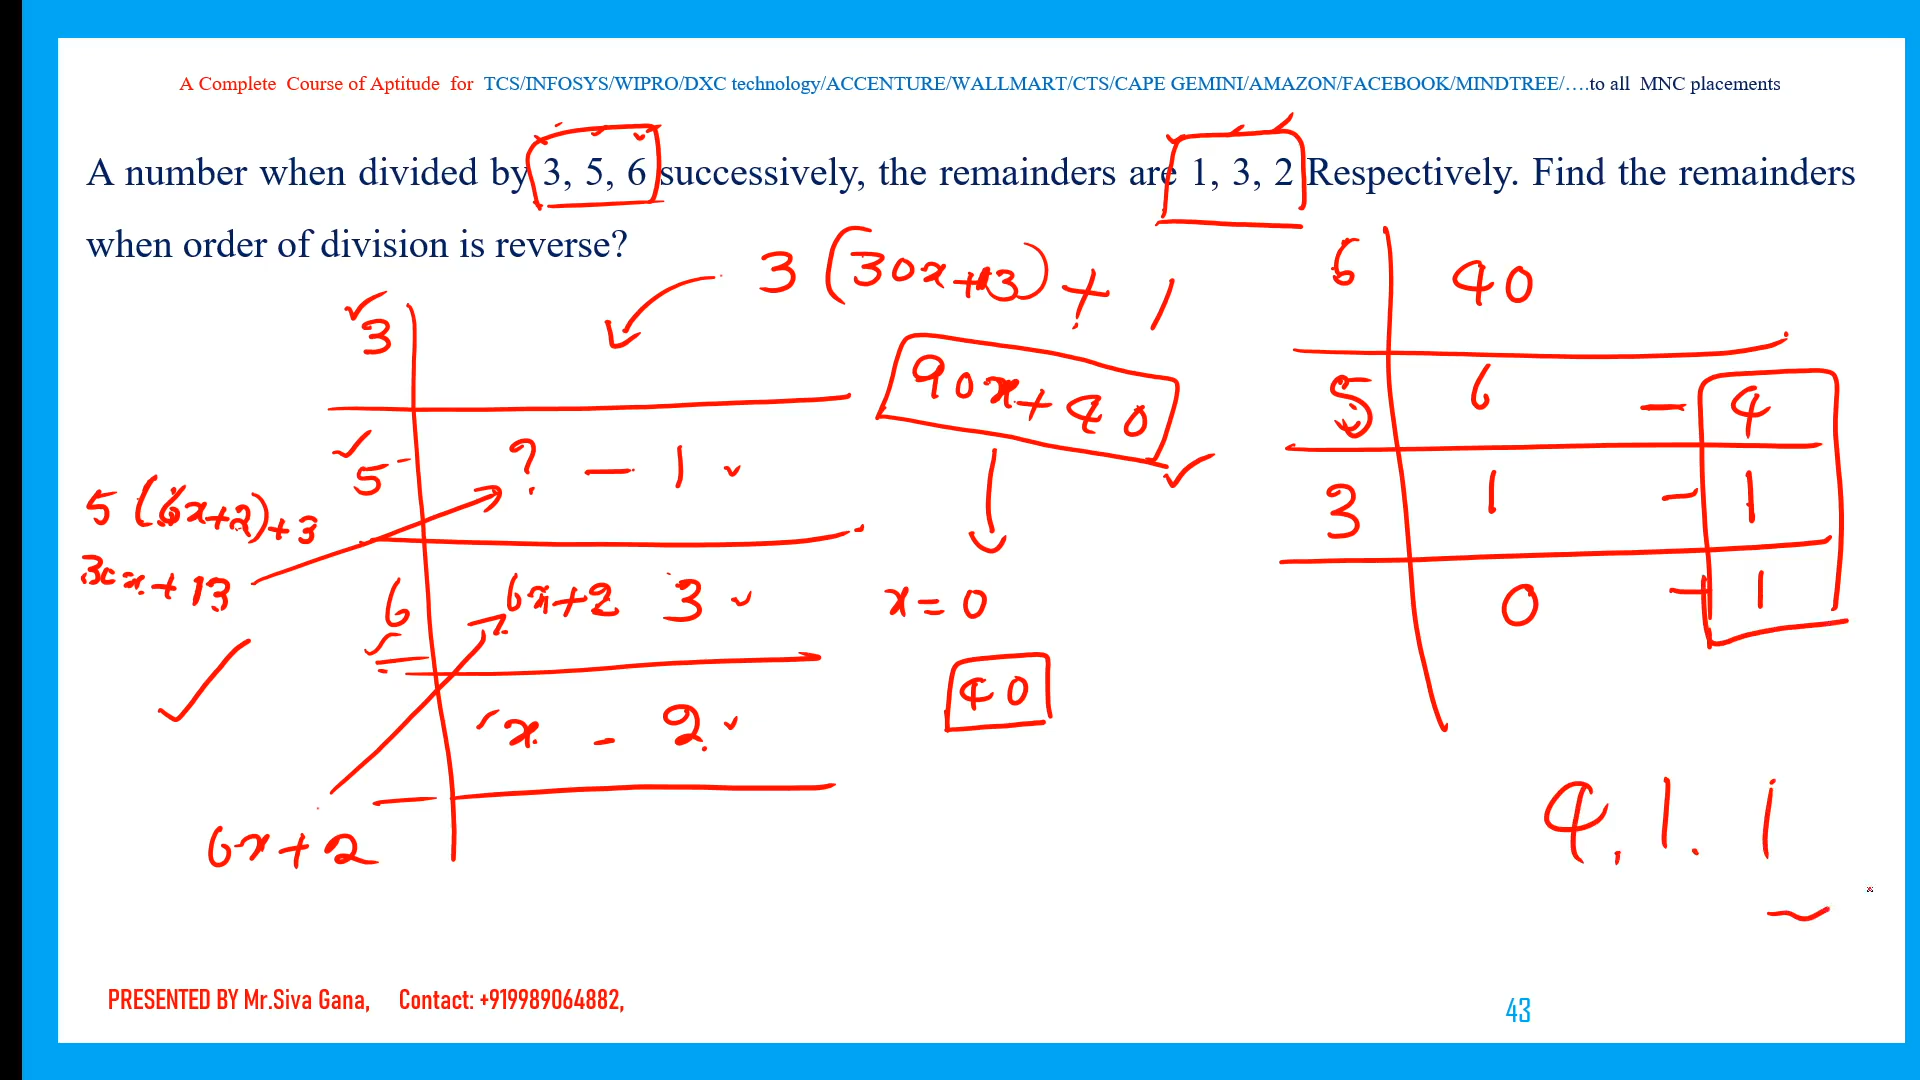 A Complete Course of Aptitude for TCS/INFOSYS/WIPRO/DXC technology/ACCENTURE/WALLMART/CTS/CAPE GEMINI/AMAZON/FACEBOOK/MINDTREE/….to all MNC placements
A number when divided by 3, 5, 6 successively, the remainders are 1, 3, 2 Respectively. Find the remainders
when order of division is reverse?
3 (30x+13) + 1
90x+40
x=0
40
3
5 ? - 1
6 6x+2 3
x - 2
5 (6x+2)+3
30x+13
6x+2
6 40
5 6 - 4
3 1 - 1
0 - 1
4, 1. 1
PRESENTED BY Mr.Siva Gana, Contact: +919989064882,
43